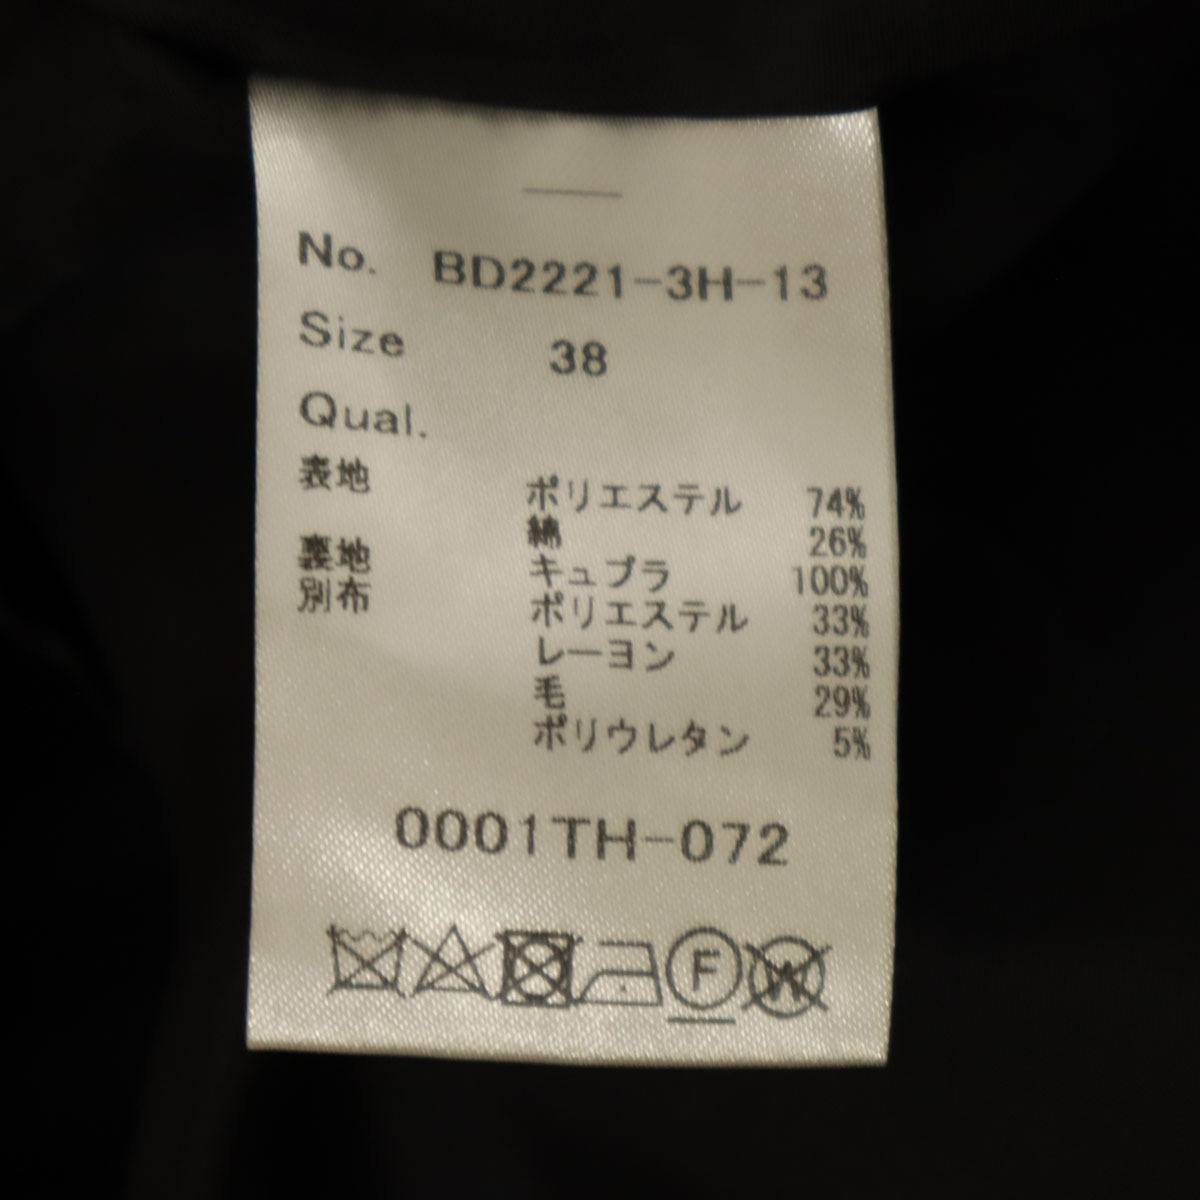 No. BD2221-3H-13
Size 38
Qual.
表地 ポリエステル 74%
綿 26%
裏地 キュプラ 100%
別布 ポリエステル 33%
レーヨン 33%
毛 29%
ポリウレタン 5%
0001TH-072
F W